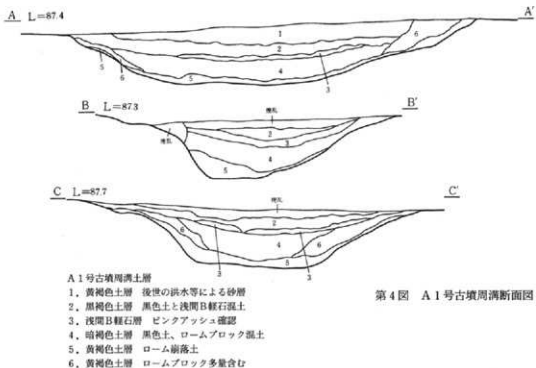 A L=87.4 A′
1
2
6
5
6
5
4
3
B L=87.3 B′
攪乱
攪乱
2
3
4
5
C L=87.7 C′
攪乱
2
6
4
6
3
5
3
A1号古墳周溝土層
1．黄褐色土層 後世の洪水等による砂層
2．黒褐色土層 黒色土と浅間B軽石混土
3．浅間B軽石層 ピンクアッシュ確認
4．暗褐色土層 黒色土、ロームブロック混土
5．黄褐色土層 ローム崩落土
6．黄褐色土層 ロームブロック多量含む
第4図 A1号古墳周溝断面図